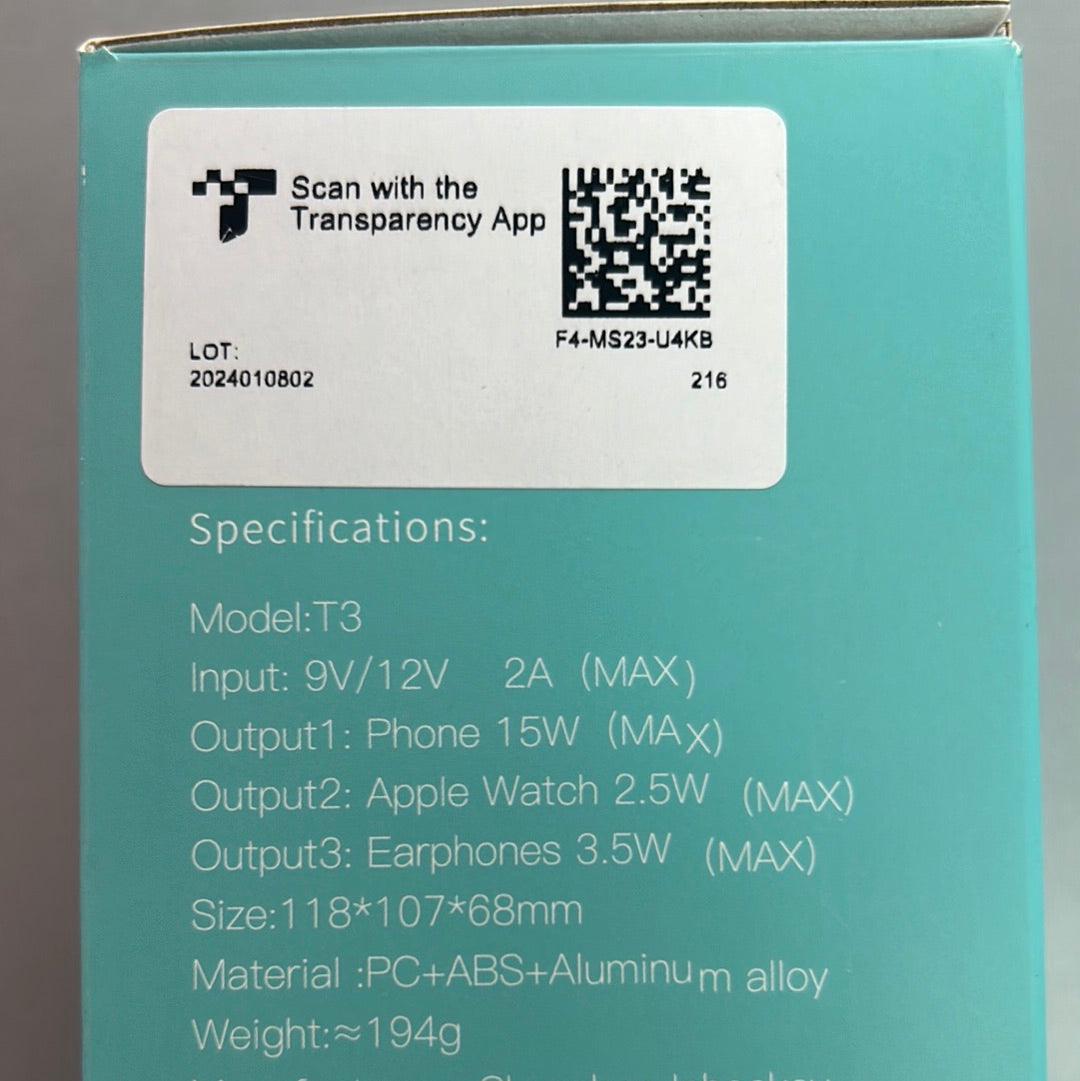 Scan with the
Transparency App
F4-MS23-U4KB
LOT:
2024010802
216
Specifications:
Model:T3
Input: 9V/12V 2A (MAX)
Output1: Phone 15W (MAX)
Output2: Apple Watch 2.5W (MAX)
Output3: Earphones 3.5W (MAX)
Size:118*107*68mm
Material :PC+ABS+Aluminum alloy
Weight:≈194g